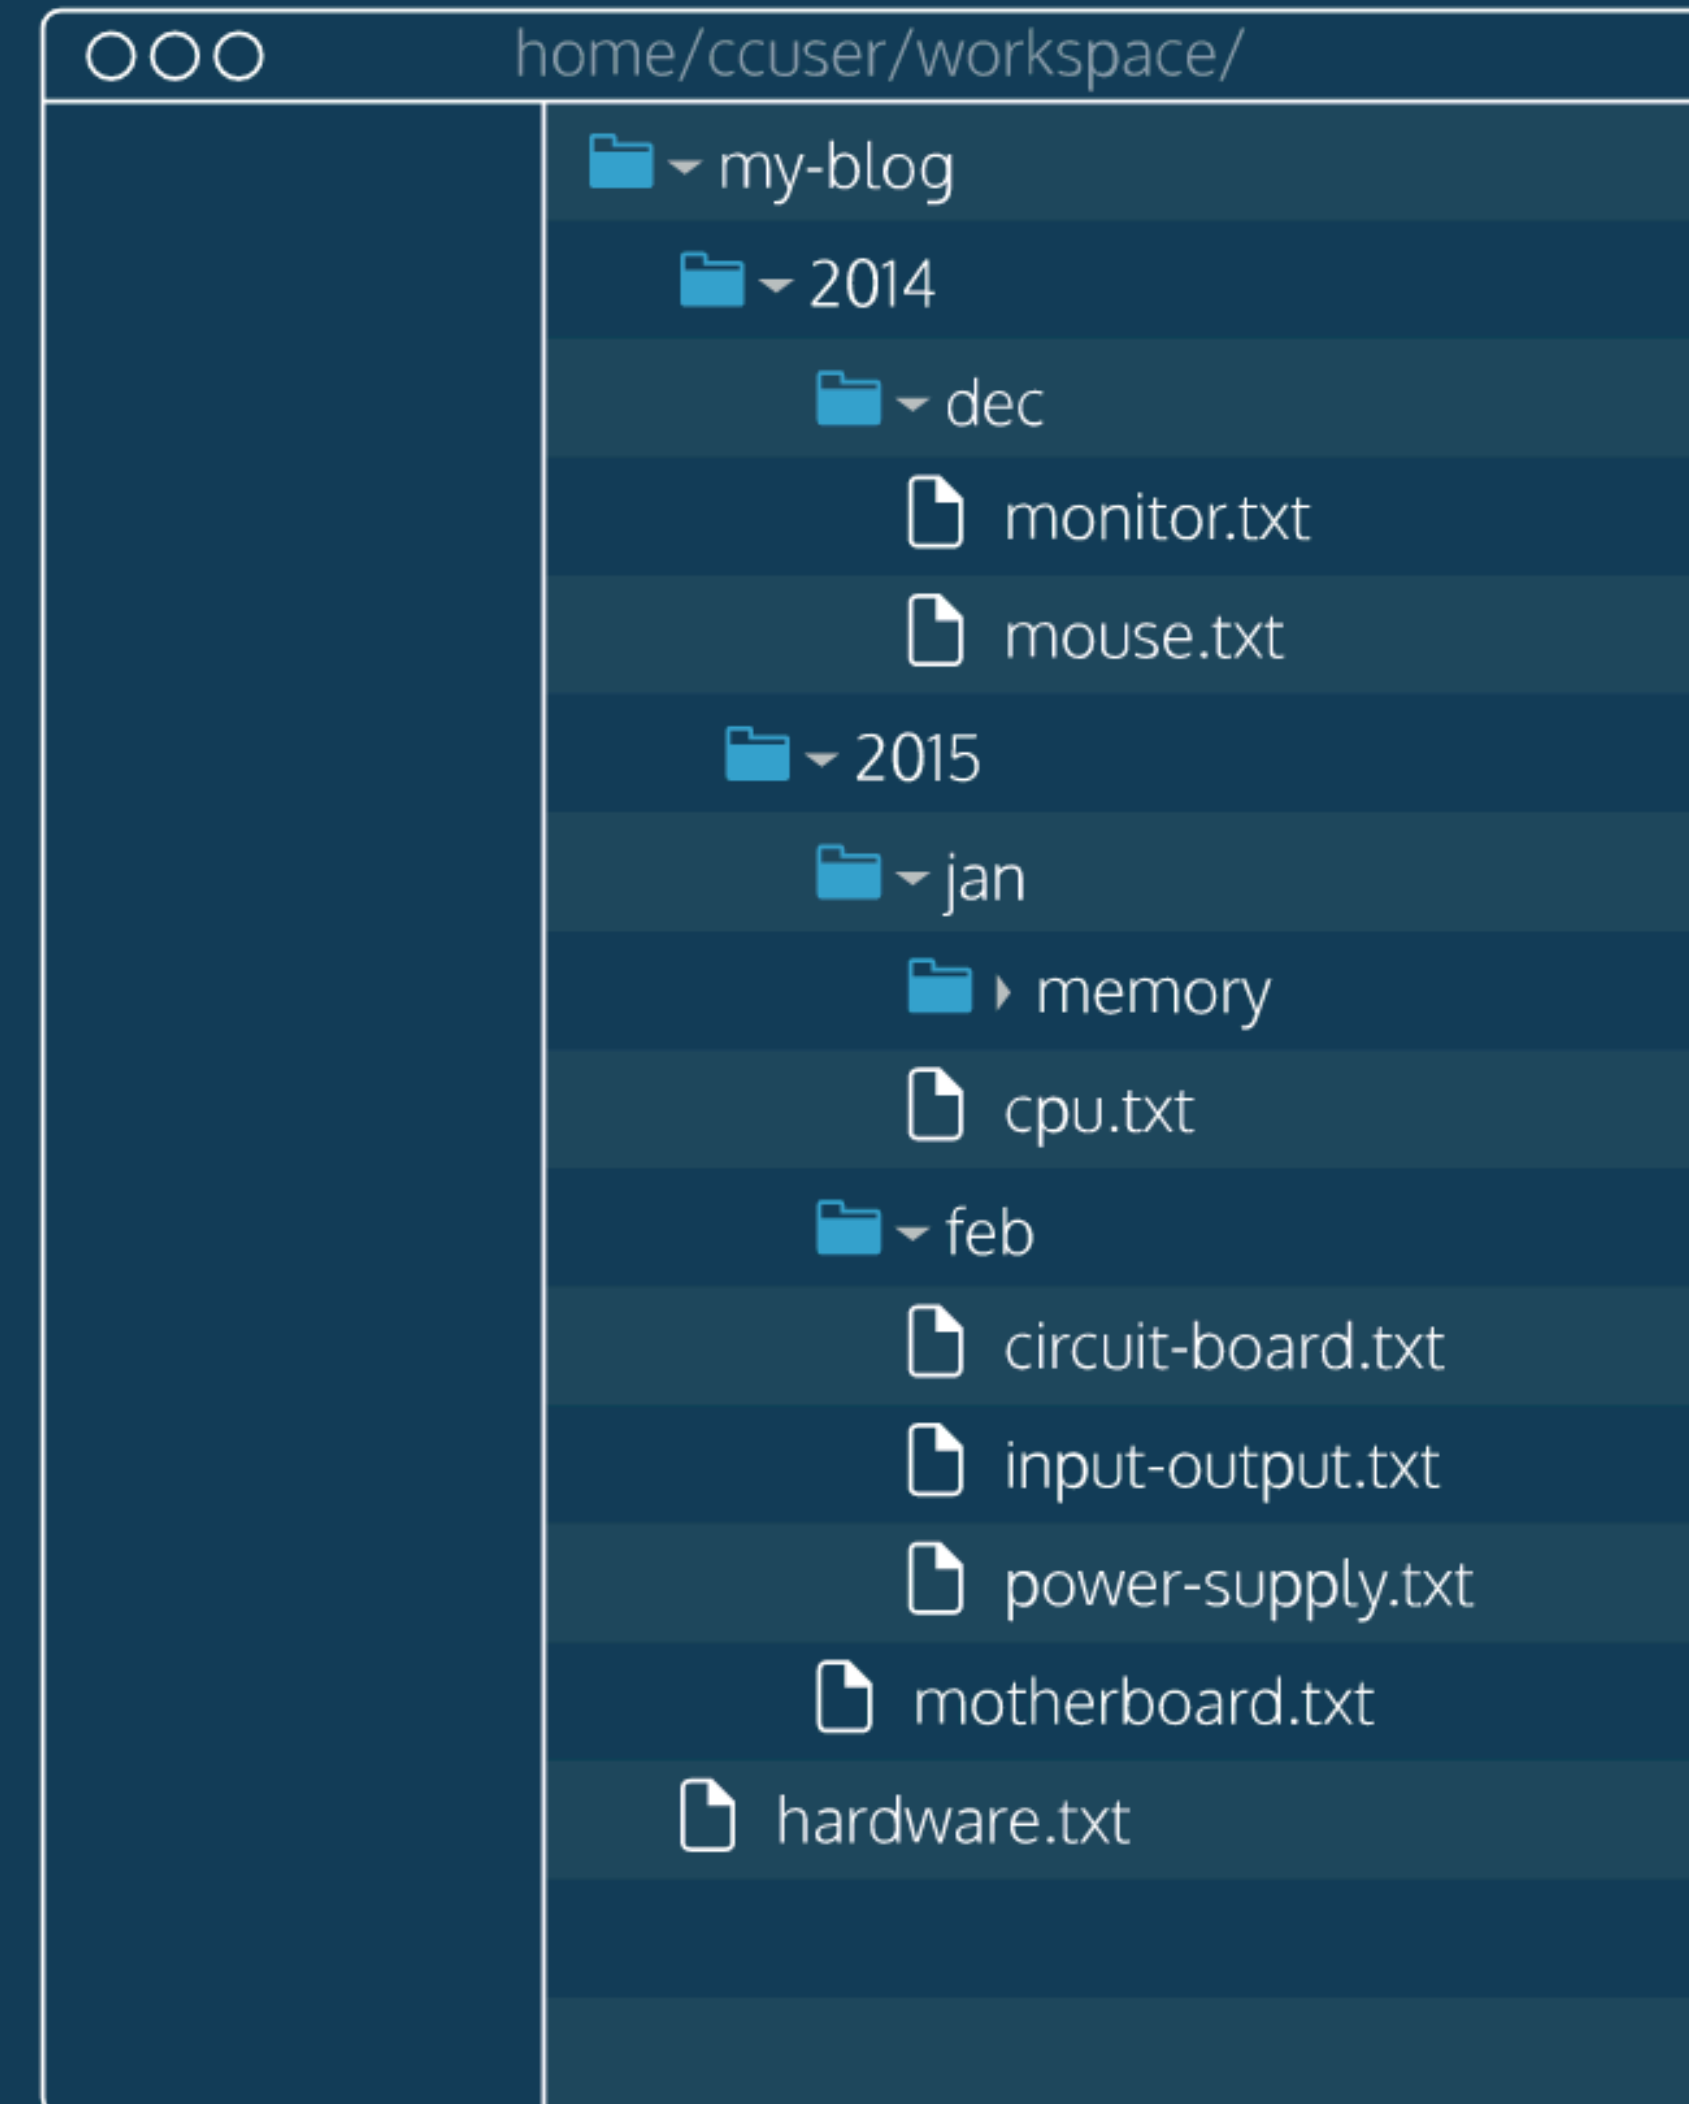 home/ccuser/workspace/
my-blog
2014
dec
monitor.txt
mouse.txt
2015
jan
memory
cpu.txt
feb
circuit-board.txt
input-output.txt
power-supply.txt
motherboard.txt
hardware.txt